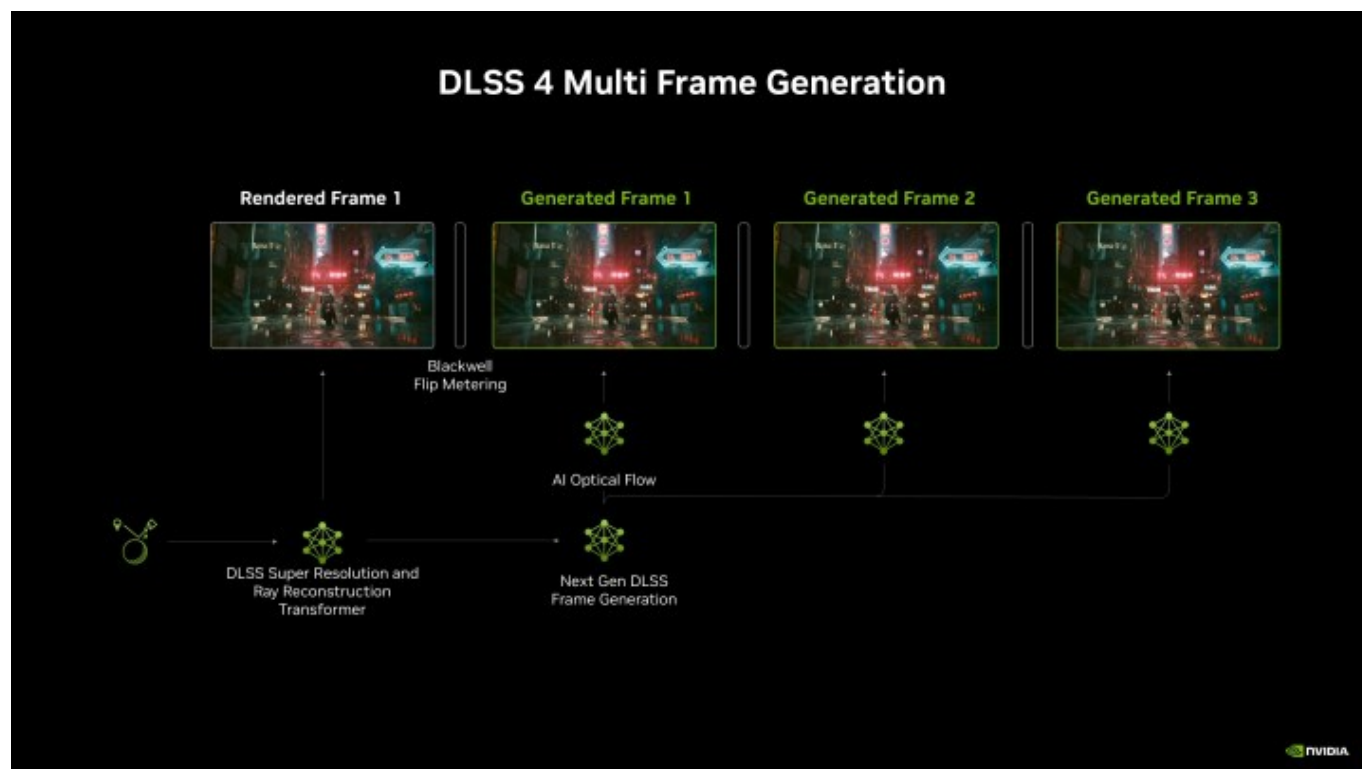 DLSS 4 Multi Frame Generation
Rendered Frame 1
Generated Frame 1
Generated Frame 2
Generated Frame 3
Blackwell
Flip Metering
AI Optical Flow
DLSS Super Resolution and
Ray Reconstruction
Transformer
Next Gen DLSS
Frame Generation
NVIDIA